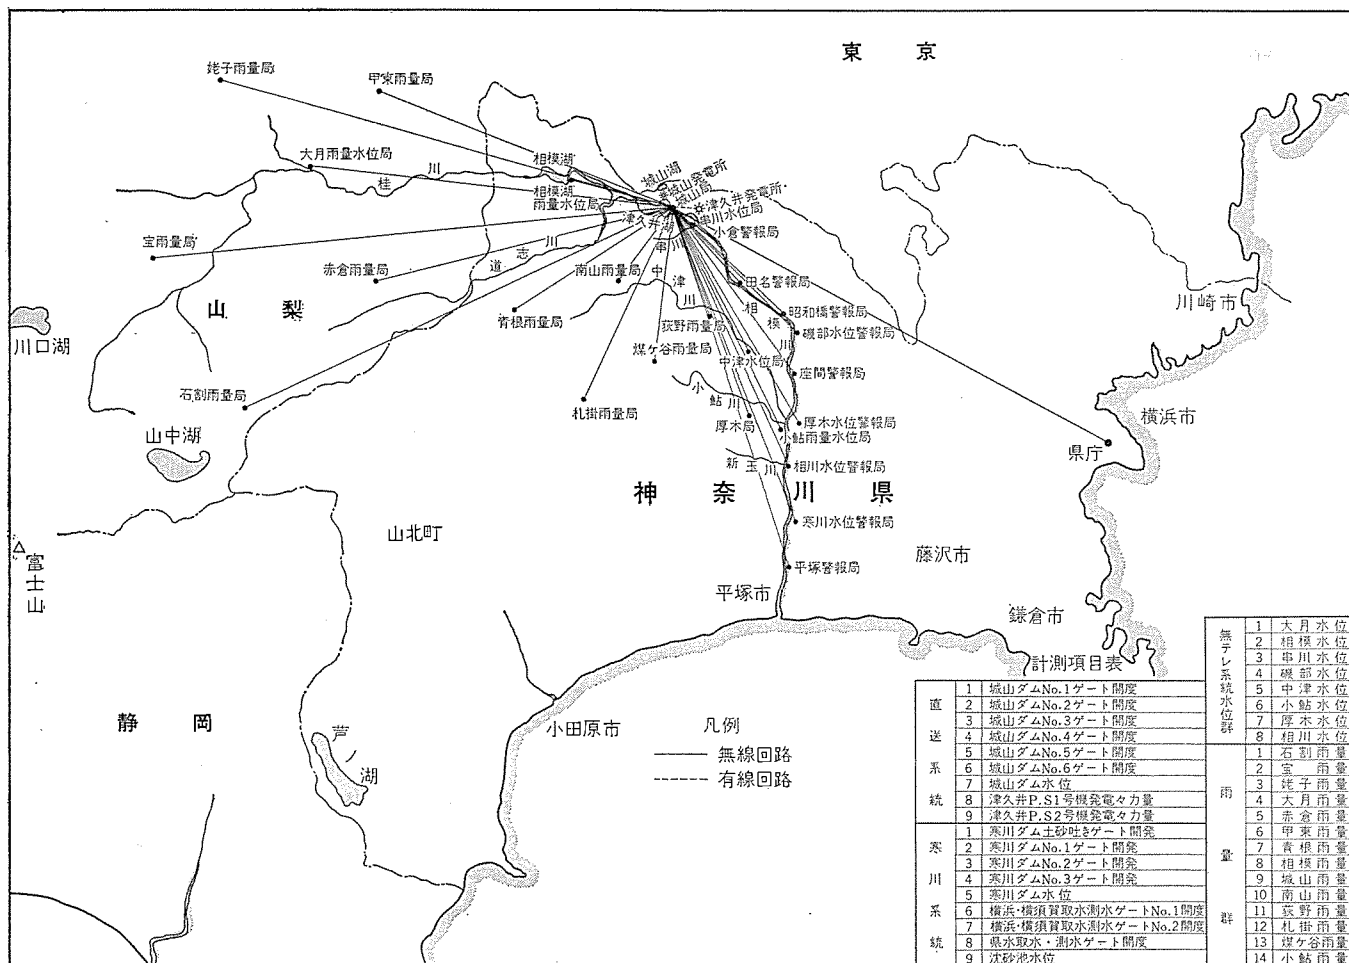 東京
姥子雨量局
甲東雨量局
大月雨量水位局
桂川
相模湖
相模湖
雨量水位局
城山湖
城山発電所
城山局
津久井発電所
津久井湖
串川水位局
小倉警報局
串川
宝雨量局
赤倉雨量局
道志川
南山雨量局
中津川
田名警報局
山梨
青根雨量局
荻野雨量局
相模川
昭和橋警報局
磯部水位警報局
川崎市
川口湖
煤ケ谷雨量局
中津水位局
座間警報局
石割雨量局
札掛雨量局
小鮎川
厚木局
厚木水位警報局
小鮎雨量水位局
横浜市
県庁
山中湖
新玉川
相川水位警報局
神奈川県
寒川水位警報局
山北町
富士山
藤沢市
平塚警報局
平塚市
鎌倉市
静岡
芦湖
小田原市
凡例
無線回路
有線回路
計測項目表
直送系統
1 城山ダムNo.1ゲート開度
2 城山ダムNo.2ゲート開度
3 城山ダムNo.3ゲート開度
4 城山ダムNo.4ゲート開度
5 城山ダムNo.5ゲート開度
6 城山ダムNo.6ゲート開度
7 城山ダム水位
8 津久井P.S1号機発電々力量
9 津久井P.S2号機発電々力量
寒川系統
1 寒川ダム土砂吐きゲート開発
2 寒川ダムNo.1ゲート開発
3 寒川ダムNo.2ゲート開発
4 寒川ダムNo.3ゲート開発
5 寒川ダム水位
6 横浜・横須賀取水測水ゲートNo.1開度
7 横浜・横須賀取水測水ゲートNo.2開度
8 県水取水・測水ゲート開度
9 沈砂池水位
無テレ系統水位群
1 大月水位
2 相模水位
3 串川水位
4 磯部水位
5 中津水位
6 小鮎水位
7 厚木水位
8 相川水位
雨量群
1 石割雨量
2 宝雨量
3 姥子雨量
4 大月雨量
5 赤倉雨量
6 甲東雨量
7 青根雨量
8 相模雨量
9 城山雨量
10 南山雨量
11 荻野雨量
12 札掛雨量
13 煤ケ谷雨量
14 小鮎雨量